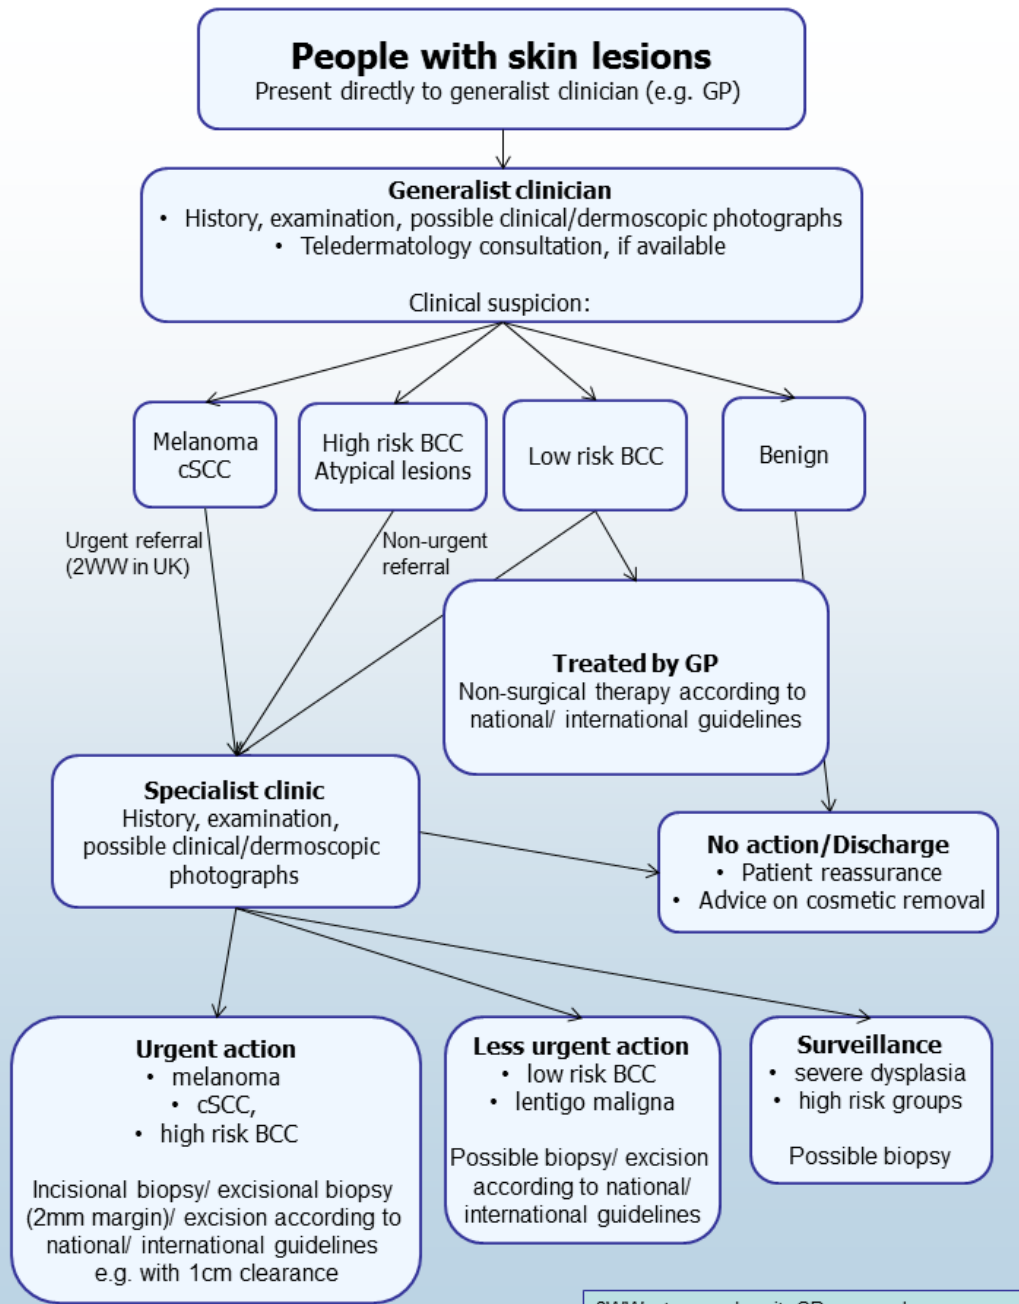 People with skin lesions
Present directly to generalist clinician (e.g. GP)
Generalist clinician
• History, examination, possible clinical/dermoscopic photographs
• Teledermatology consultation, if available
Clinical suspicion:
Melanoma
cSCC
High risk BCC
Atypical lesions
Low risk BCC
Benign
Urgent referral
(2WW in UK)
Non-urgent
referral
Treated by GP
Non-surgical therapy according to
national/ international guidelines
Specialist clinic
History, examination,
possible clinical/dermoscopic
photographs
No action/Discharge
• Patient reassurance
• Advice on cosmetic removal
Urgent action
• melanoma
• cSCC,
• high risk BCC
Incisional biopsy/ excisional biopsy
(2mm margin)/ excision according to
national/ international guidelines
e.g. with 1cm clearance
Less urgent action
• low risk BCC
• lentigo maligna
Possible biopsy/ excision
according to national/
international guidelines
Surveillance
• severe dysplasia
• high risk groups
Possible biopsy